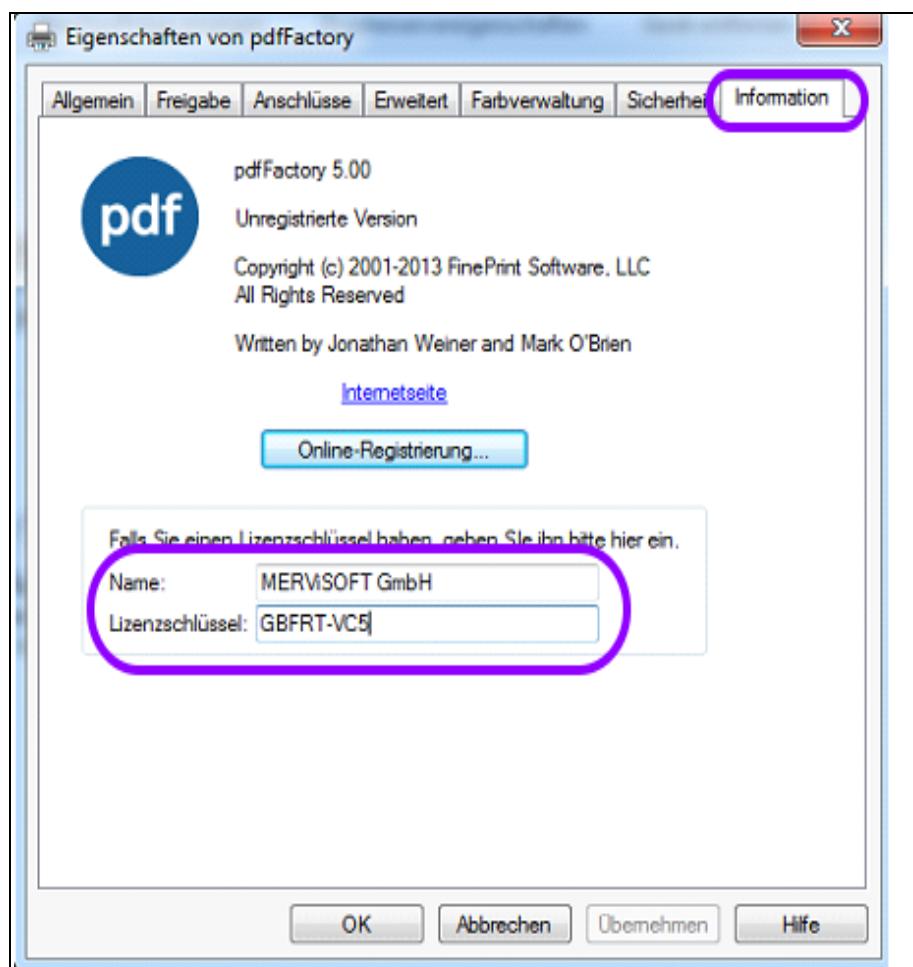 Eigenschaften von pdfFactory
Allgemein Freigabe Anschlüsse Erweitert Farbverwaltung Sicherhei Information
pdf
pdfFactory 5.00
Unregistrierte Version
Copyright (c) 2001-2013 FinePrint Software, LLC
All Rights Reserved
Written by Jonathan Weiner and Mark O'Brien
Internetseite
Online-Registrierung...
Falls Sie einen Lizenzschlüssel haben, geben SIe ihn bitte hier ein.
Name: MERViSOFT GmbH
Lizenzschlüssel: GBFRT-VC5
OK Abbrechen Übernehmen Hilfe